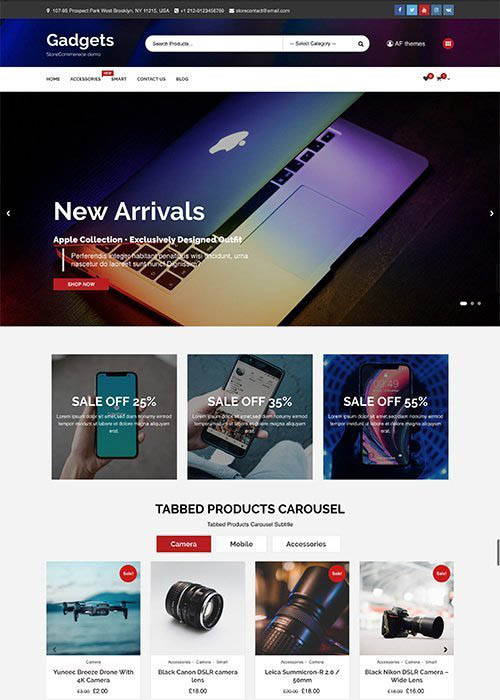 107-95 Prospect Park West Brooklyn, NY 11215, USA +1 212-0123456789 storecontact@email.com
Gadgets
StoreCommerece demo
Search Products...
--- Select Category ---
AF themes
NEW
HOME ACCESSORIES SMART CONTACT US BLOG
New Arrivals
Apple Collection • Exclusively Designed Outfit
Perferendis integer habitant penatibus wisi tincidunt, urna
nascetur do laoreet sunt hunc! Dignissim?
SHOP NOW
SALE OFF 25%
Lorem ipsum dolor sit amet,sed diam nonumy eirmod
tempor invidunt ut labore et dolore magna aliquyam
erat.
SALE OFF 35%
Lorem ipsum dolor sit amet,sed diam nonumy eirmod
tempor invidunt ut labore et dolore magna aliquyam
erat.
SALE OFF 55%
Lorem ipsum dolor sit amet,sed diam nonumy eirmod
tempor invidunt ut labore et dolore magna aliquyam
erat.
TABBED PRODUCTS CAROUSEL
Tabbed Products Carousel Subtitle
Camera Mobile Accessories
Sale!
Camera
Yuneec Breeze Drone With
4K Camera
£3.00 £2.00
Accessories Camera Smart
Black Canon DSLR camera
Lens
£18.00
Sale!
Accessories Camera
Leica Summicron-R 2.0 /
50mm
£20.00 £18.00
Sale!
Accessories Camera Smart
Black Nikon DSLR Camera –
Wide Lens
£18.00 £16.00